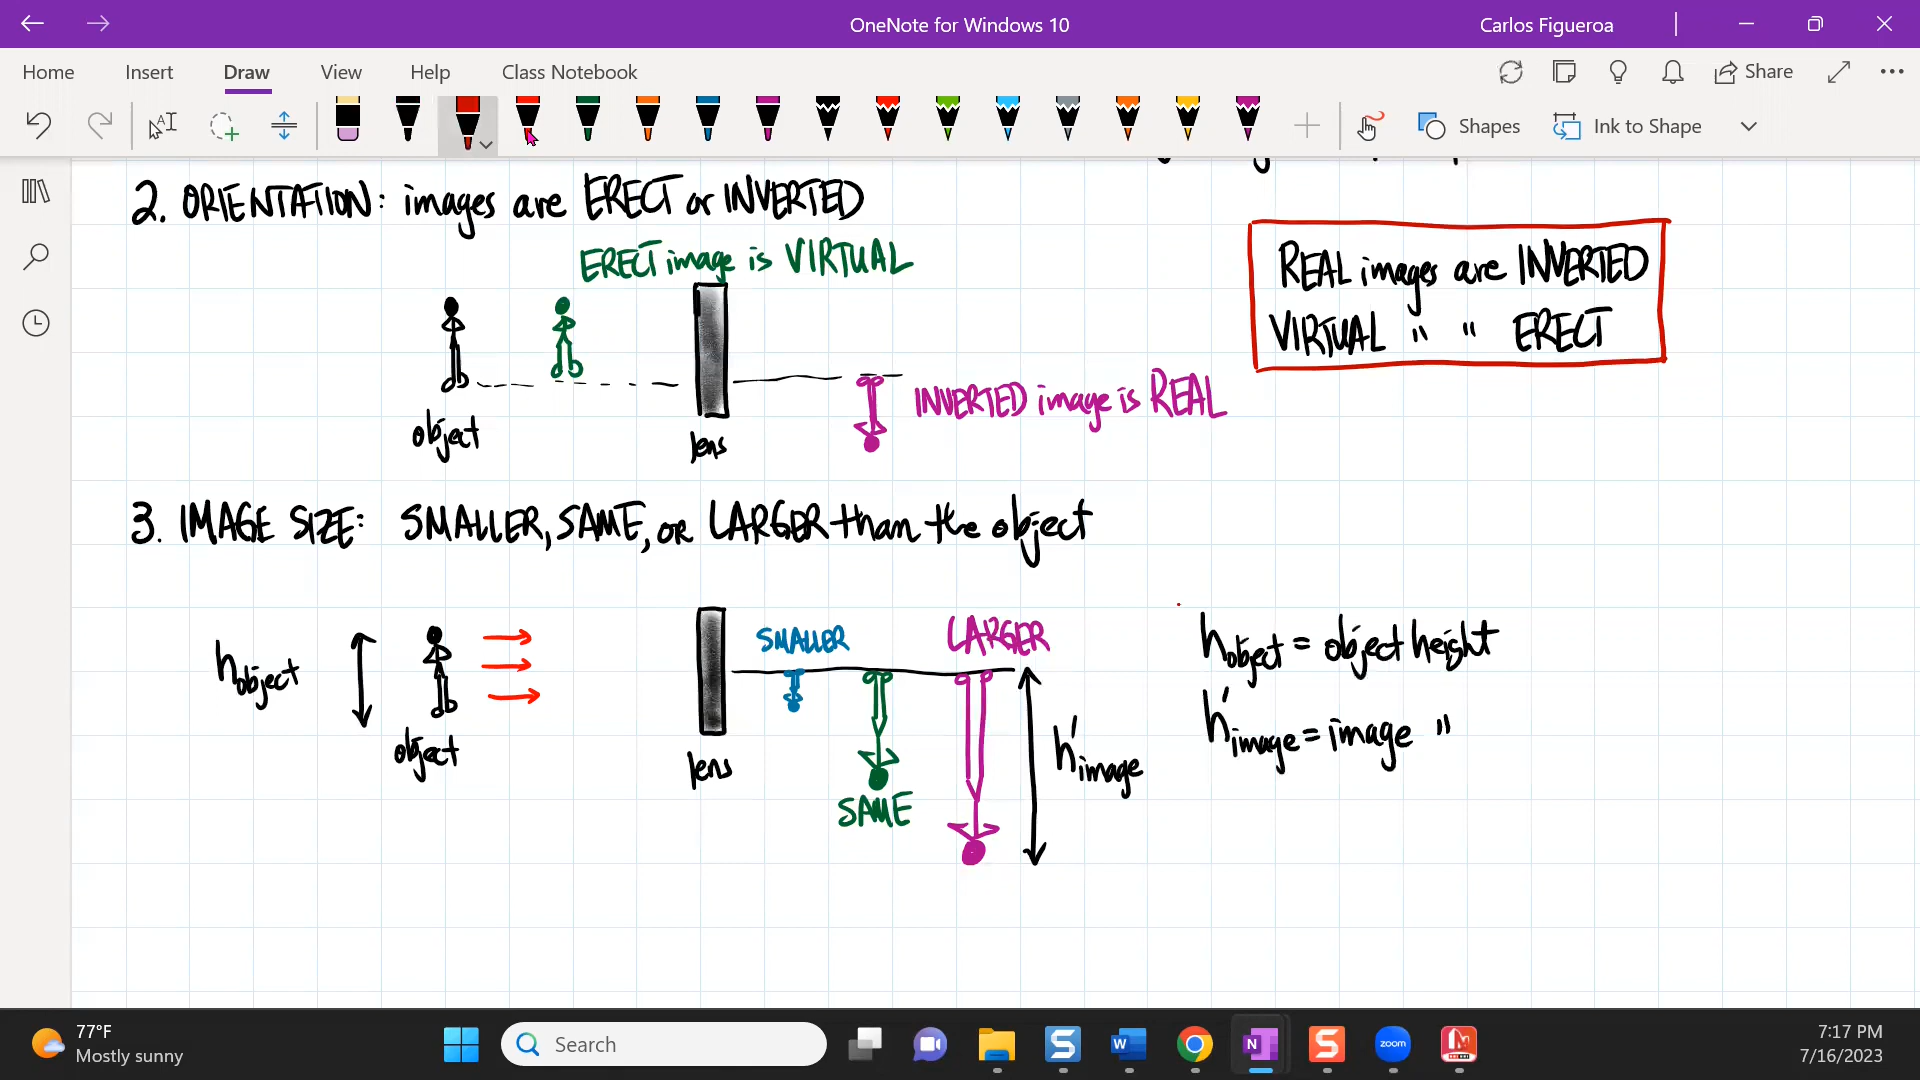 OneNote for Windows 10
Carlos Figueroa
Home Insert Draw View Help Class Notebook
Share
Shapes
Ink to Shape
2. ORIENTATION: images are ERECT or INVERTED
ERECT image is VIRTUAL
REAL images are INVERTED
VIRTUAL " " ERECT
INVERTED image is REAL
object
lens
3. IMAGE SIZE: SMALLER, SAME, or LARGER than the object
SMALLER
LARGER
hobject
hobject = object height
h'image
h'image = image "
object
lens
SAME
77°F
Mostly sunny
Search
zoom
7:17 PM
7/16/2023